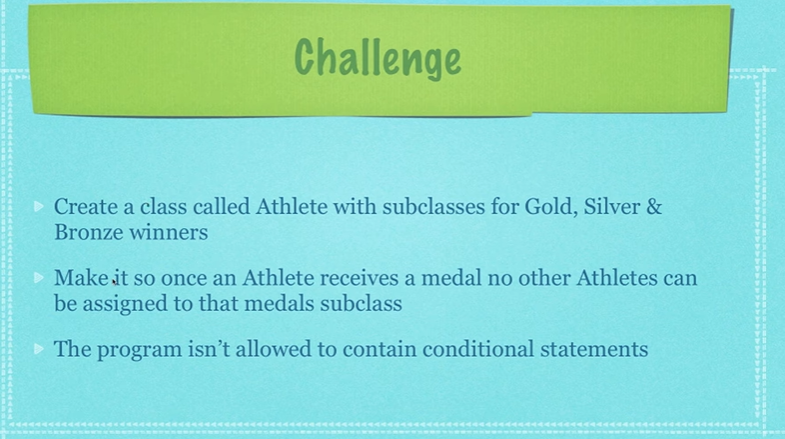 Challenge
Create a class called Athlete with subclasses for Gold, Silver &
Bronze winners
Make it so once an Athlete receives a medal no other Athletes can
be assigned to that medals subclass
The program isn’t allowed to contain conditional statements